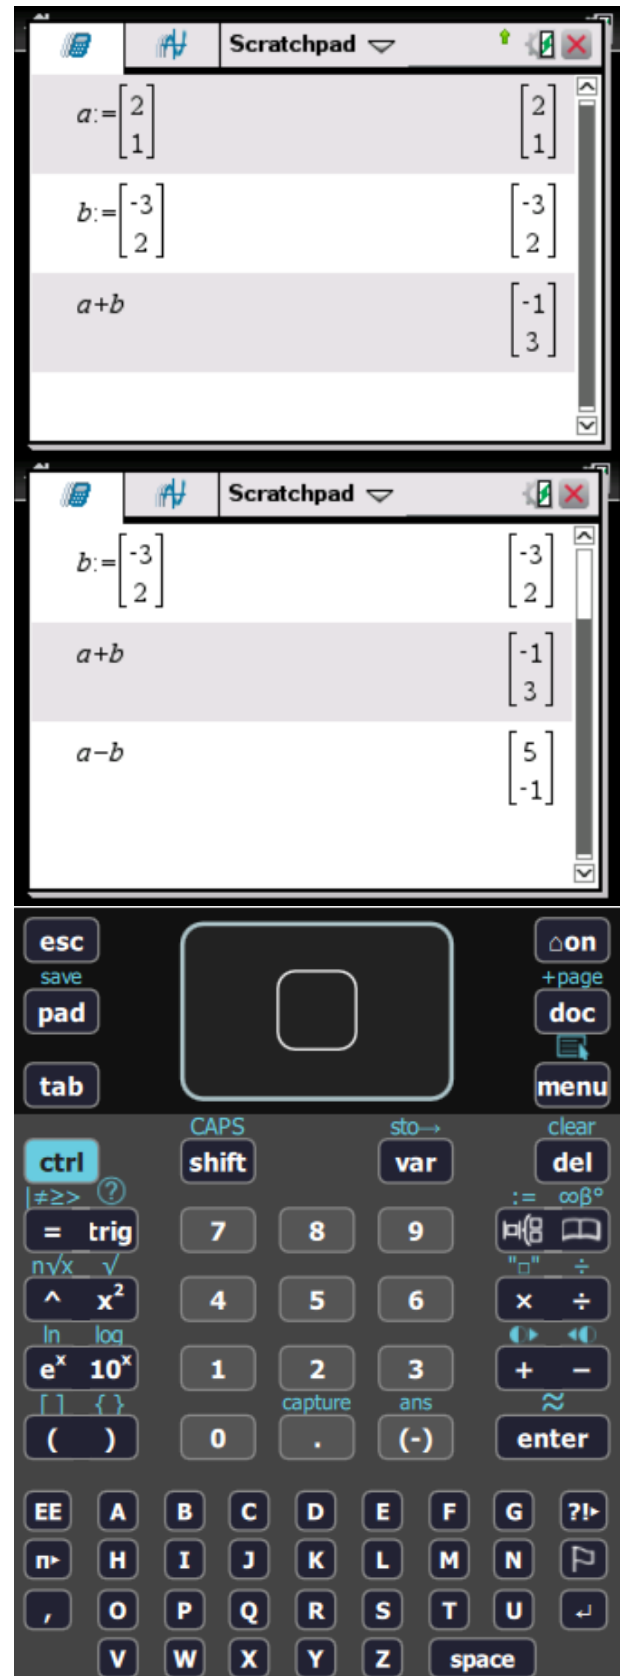 Scratchpad
a:=[2 1] [2 1]
b:=[-3 2] [-3 2]
a+b [-1 3]
Scratchpad
b:=[-3 2] [-3 2]
a+b [-1 3]
a−b [5 -1]
esc ⌂on
save +page
pad doc
tab menu
CAPS sto→ clear
ctrl shift var del
|≠≥> ? := ∞β°
= trig 7 8 9
n√x √ "□" ÷
^ x² 4 5 6 × ÷
ln log
eˣ 10ˣ 1 2 3 + −
[ ] { } capture ans ≈
( ) 0 . (-) enter
EE A B C D E F G ?!▸
π▸ H I J K L M N
, O P Q R S T U ↵
V W X Y Z space